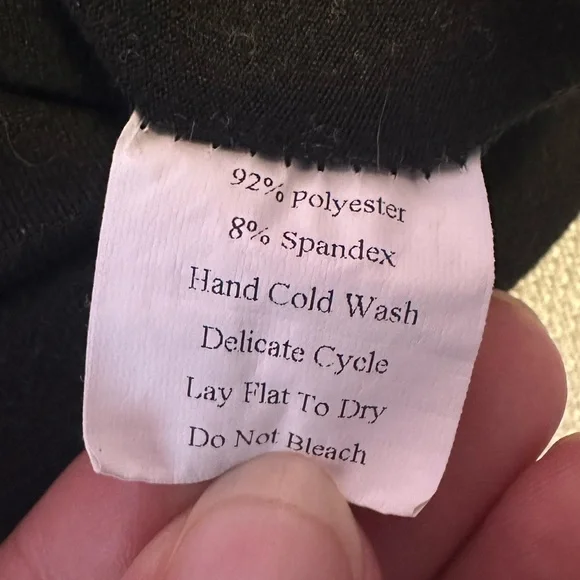 92% Polyester
8% Spandex
Hand Cold Wash
Delicate Cycle
Lay Flat To Dry
Do Not Bleach